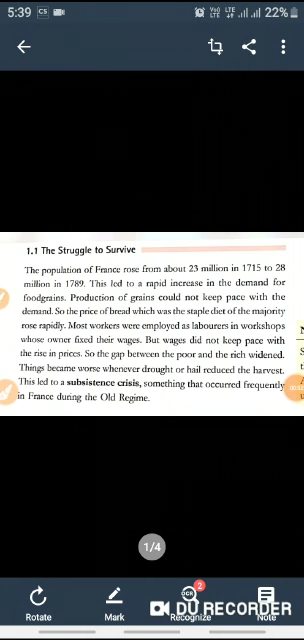 5:39 CS VoD LTE LTE 22%
1.1 The Struggle to Survive
The population of France rose from about 23 million in 1715 to 28
million in 1789. This led to a rapid increase in the demand for
foodgrains. Production of grains could not keep pace with the
demand. So the price of bread which was the staple diet of the majority
rose rapidly. Most workers were employed as labourers in workshops
whose owner fixed their wages. But wages did not keep pace with
the rise in prices. So the gap between the poor and the rich widened.
Things became worse whenever drought or hail reduced the harvest.
This led to a subsistence crisis, something that occurred frequently
in France during the Old Regime.
1/4
OCR 2
DU RECORDER
Rotate Mark Recognize Note